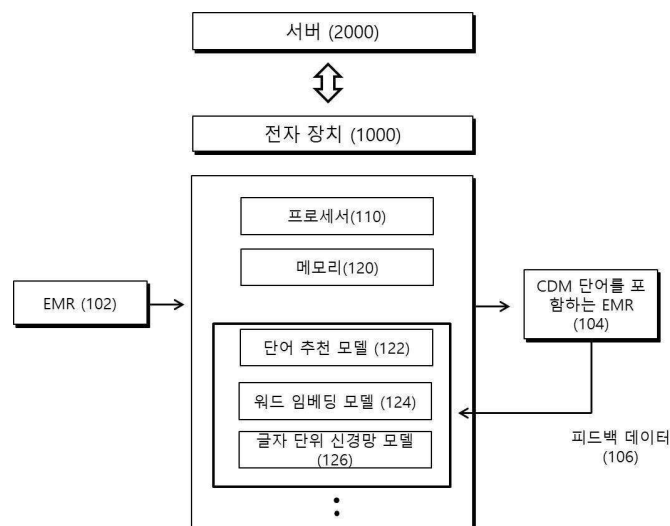 서버 (2000)
전자 장치 (1000)
프로세서(110)
메모리(120)
EMR (102)
CDM 단어를 포
함하는 EMR
(104)
단어 추천 모델 (122)
워드 임베딩 모델 (124)
글자 단위 신경망 모델
(126)
피드백 데이터
(106)